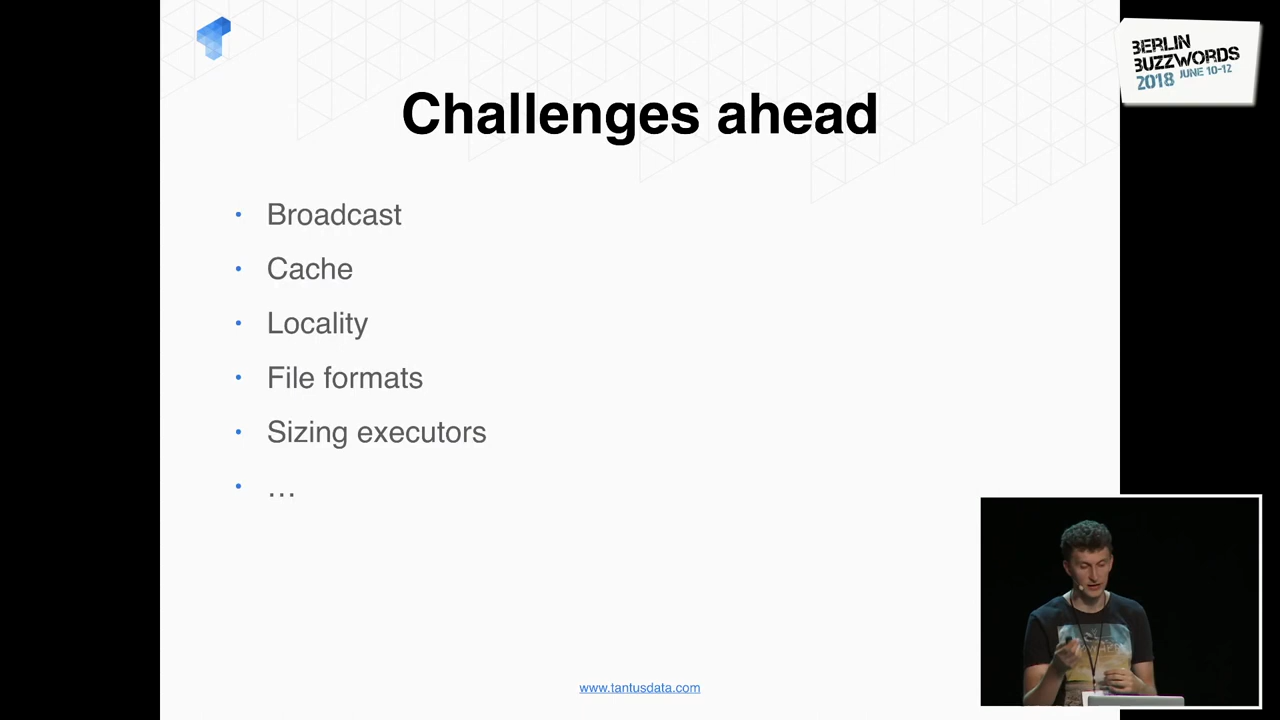 BERLIN
BUZZWORDS
2018 JUNE 10-12
Challenges ahead
• Broadcast
• Cache
• Locality
• File formats
• Sizing executors
• …
www.tantusdata.com